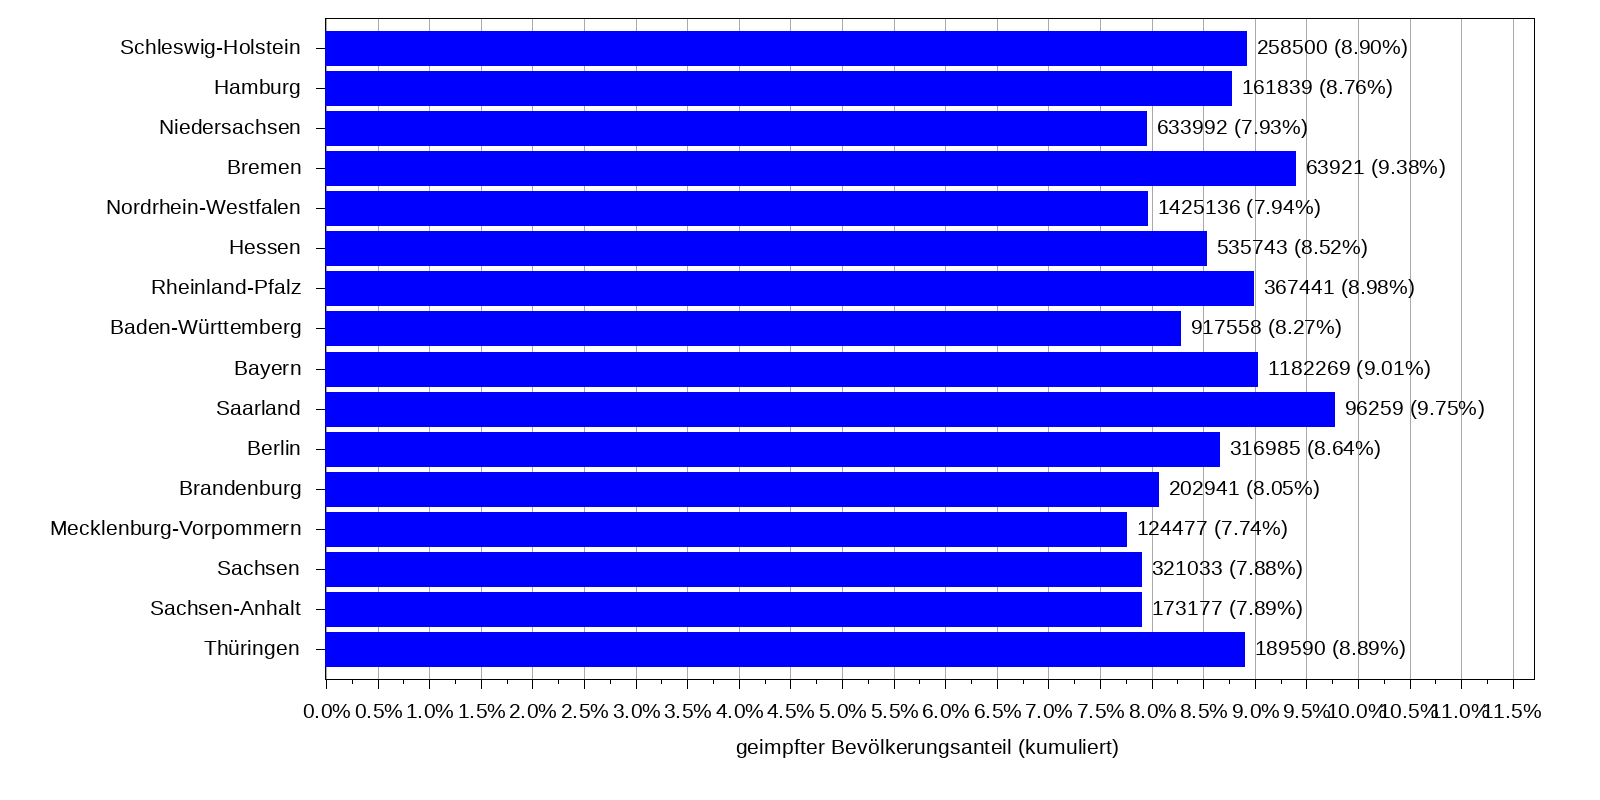 Schleswig-Holstein 258500 (8.90%)
Hamburg 161839 (8.76%)
Niedersachsen 633992 (7.93%)
Bremen 63921 (9.38%)
Nordrhein-Westfalen 1425136 (7.94%)
Hessen 535743 (8.52%)
Rheinland-Pfalz 367441 (8.98%)
Baden-Württemberg 917558 (8.27%)
Bayern 1182269 (9.01%)
Saarland 96259 (9.75%)
Berlin 316985 (8.64%)
Brandenburg 202941 (8.05%)
Mecklenburg-Vorpommern 124477 (7.74%)
Sachsen 321033 (7.88%)
Sachsen-Anhalt 173177 (7.89%)
Thüringen 189590 (8.89%)
0.0% 0.5% 1.0% 1.5% 2.0% 2.5% 3.0% 3.5% 4.0% 4.5% 5.0% 5.5% 6.0% 6.5% 7.0% 7.5% 8.0% 8.5% 9.0% 9.5% 10.0% 10.5% 11.0% 11.5%
geimpfter Bevölkerungsanteil (kumuliert)